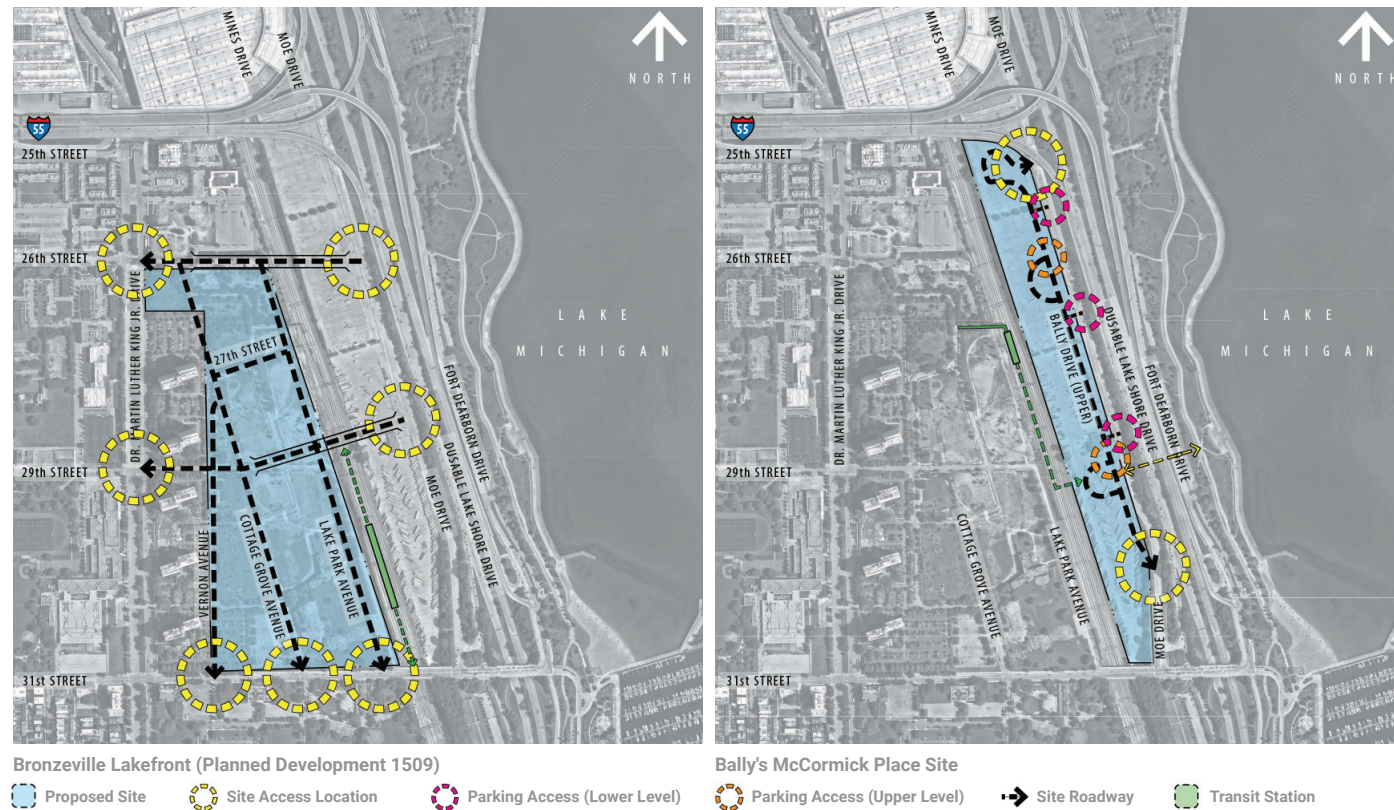 MINES DRIVE
MOE DRIVE
NORTH
55
25th STREET
26th STREET
DR. MARTIN LUTHER KING JR. DRIVE
27th STREET
LAKE
MICHIGAN
FORT DEARBORN DRIVE
DUSABLE LAKE SHORE DRIVE
MOE DRIVE
29th STREET
VERNON AVENUE
COTTAGE GROVE AVENUE
LAKE PARK AVENUE
31st STREET
Bronzeville Lakefront (Planned Development 1509)
MINES DRIVE
MOE DRIVE
NORTH
55
25th STREET
26th STREET
DR. MARTIN LUTHER KING JR. DRIVE
LAKE
MICHIGAN
BALLY DRIVE (UPPER)
DUSABLE LAKE SHORE DRIVE
FORT DEARBORN DRIVE
29th STREET
COTTAGE GROVE AVENUE
LAKE PARK AVENUE
MOE DRIVE
31st STREET
Bally's McCormick Place Site
Proposed Site
Site Access Location
Parking Access (Lower Level)
Parking Access (Upper Level)
Site Roadway
Transit Station